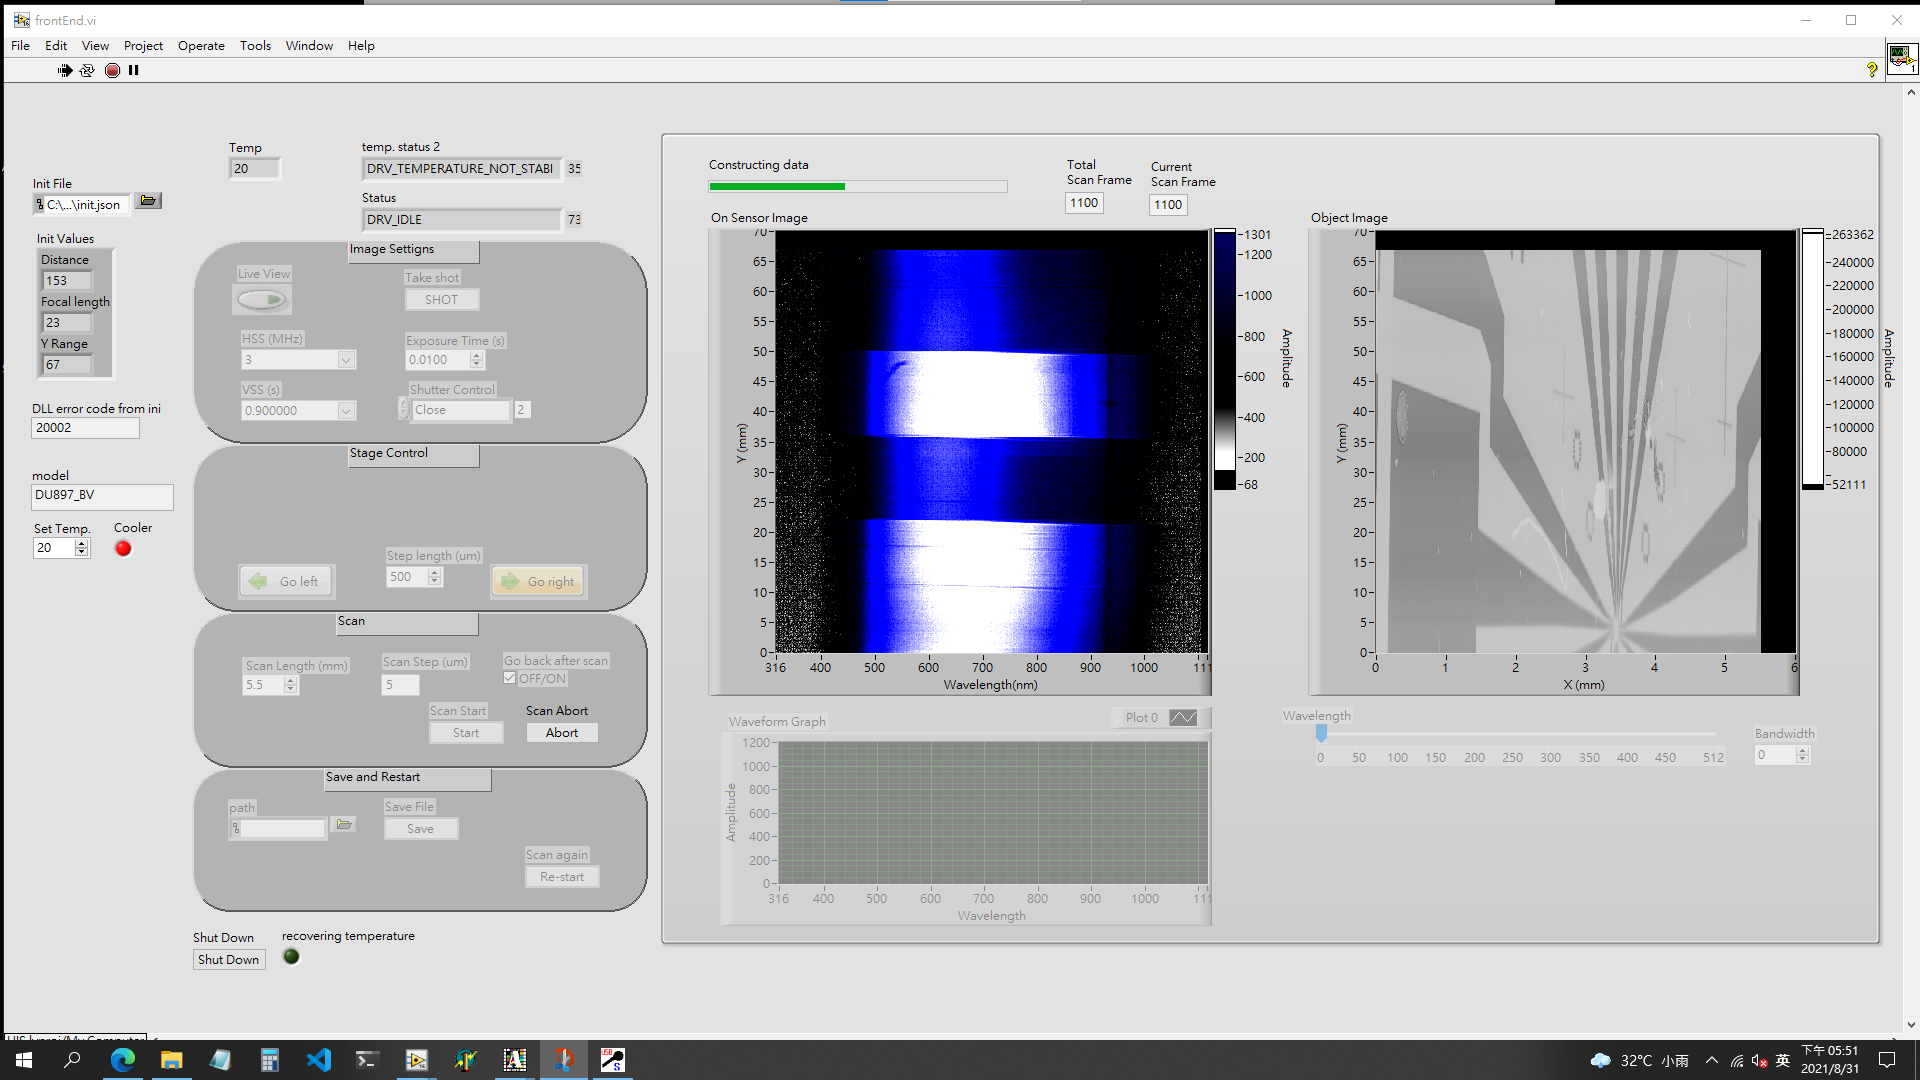 frontEnd.vi
File Edit View Project Operate Tools Window Help
1
Temp
20
temp. status 2
DRV_TEMPERATURE_NOT_STABI 35
Status
DRV_IDLE 73
Init File
C:\...\init.json
Init Values
Distance
153
Focal length
23
Y Range
67
DLL error code from ini
20002
model
DU897_BV
Set Temp. Cooler
20
Image Settigns
Live View
Take shot
SHOT
HSS (MHz)
3
Exposure Time (s)
0.0100
VSS (s)
0.900000
Shutter Control
Close 2
Stage Control
Step length (um)
500
Go left
Go right
Scan
Scan Length (mm)
5.5
Scan Step (um)
5
Go back after scan
OFF/ON
Scan Start
Start
Scan Abort
Abort
Save and Restart
path
Save File
Save
Scan again
Re-start
Shut Down
Shut Down
recovering temperature
Constructing data
Total
Scan Frame
1100
Current
Scan Frame
1100
On Sensor Image
70
65
60
55
50
45
40
35
30
25
20
15
10
5
0
Y (mm)
316 400 500 600 700 800 900 1000 111
Wavelength(nm)
1301
1200
1000
800
600
400
200
68
Amplitude
Object Image
70
65
60
55
50
45
40
35
30
25
20
15
10
5
0
Y (mm)
0 1 2 3 4 5 6
X (mm)
263362
240000
220000
200000
180000
160000
140000
120000
100000
80000
52111
Amplitude
Waveform Graph
Plot 0
1200
1000
800
600
400
200
0
Amplitude
316 400 500 600 700 800 900 1000 111
Wavelength
Wavelength
0 50 100 150 200 250 300 350 400 450 512
Bandwidth
0
32°C 小雨
英
下午 05:51
2021/8/31